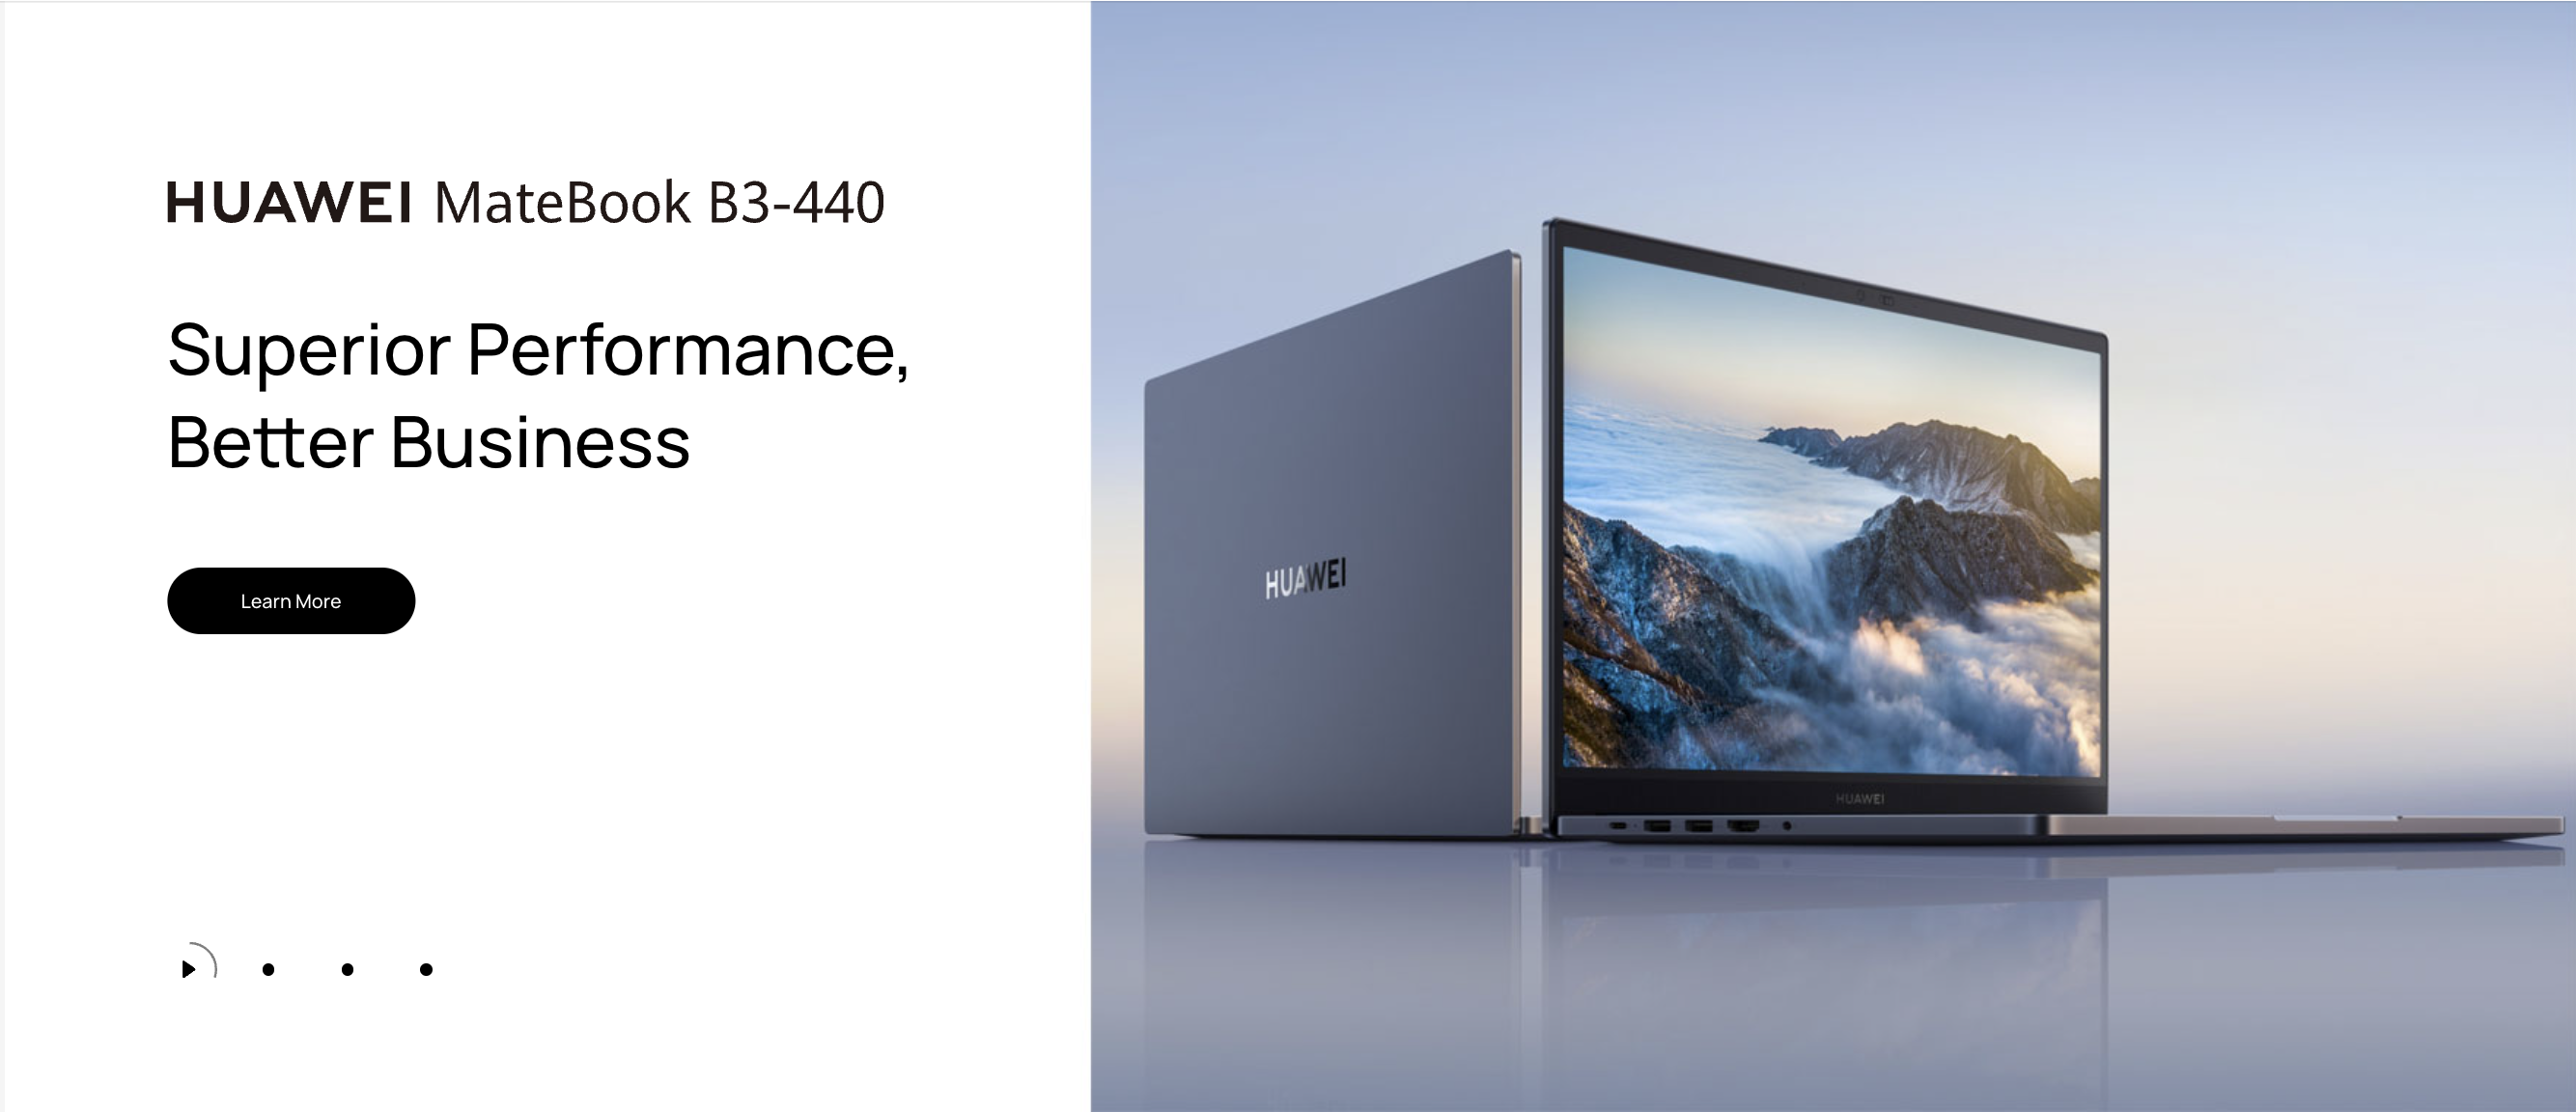 HUAWEI MateBook B3-440
Superior Performance,
Better Business
Learn More
HUAWEI
HUAWEI